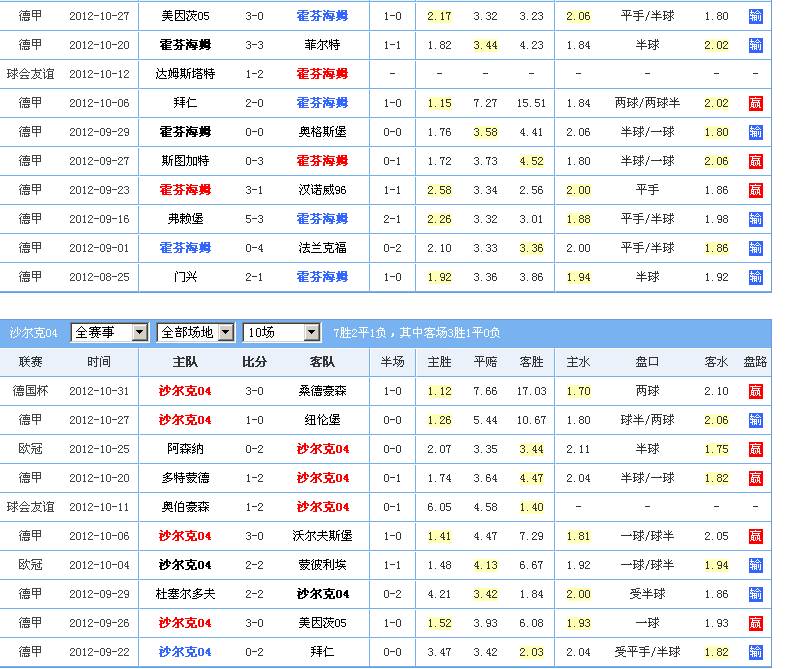 德甲 2012-10-27 美因茨05 3-0 霍芬海姆 1-0 2.17 3.32 3.23 2.06 平手/半球 1.80 输
德甲 2012-10-20 霍芬海姆 3-3 菲尔特 1-1 1.82 3.44 4.23 1.84 半球 2.02 输
球会友谊 2012-10-12 达姆斯塔特 1-2 霍芬海姆 - - - - - - - -
德甲 2012-10-06 拜仁 2-0 霍芬海姆 1-0 1.15 7.27 15.51 1.84 两球/两球半 2.02 赢
德甲 2012-09-29 霍芬海姆 0-0 奥格斯堡 0-0 1.76 3.58 4.41 2.06 半球/一球 1.80 输
德甲 2012-09-27 斯图加特 0-3 霍芬海姆 0-1 1.72 3.73 4.52 1.80 半球/一球 2.06 赢
德甲 2012-09-23 霍芬海姆 3-1 汉诺威96 1-1 2.58 3.34 2.56 2.00 平手 1.86 赢
德甲 2012-09-16 弗赖堡 5-3 霍芬海姆 2-1 2.26 3.32 3.01 1.88 平手/半球 1.98 输
德甲 2012-09-01 霍芬海姆 0-4 法兰克福 0-2 2.10 3.33 3.36 2.00 平手/半球 1.86 输
德甲 2012-08-25 门兴 2-1 霍芬海姆 1-0 1.92 3.36 3.86 1.94 半球 1.92 输
沙尔克04 全赛事 全部场地 10场 7胜2平1负，其中客场3胜1平0负
联赛 时间 主队 比分 客队 半场 主胜 平赔 客胜 主水 盘口 客水 盘路
德国杯 2012-10-31 沙尔克04 3-0 桑德豪森 1-0 1.12 7.66 17.03 1.70 两球 2.10 赢
德甲 2012-10-27 沙尔克04 1-0 纽伦堡 0-0 1.26 5.44 10.67 1.80 球半/两球 2.06 输
欧冠 2012-10-25 阿森纳 0-2 沙尔克04 0-0 2.07 3.35 3.44 2.11 半球 1.75 赢
德甲 2012-10-20 多特蒙德 1-2 沙尔克04 0-1 1.74 3.64 4.47 2.04 半球/一球 1.82 赢
球会友谊 2012-10-11 奥伯豪森 1-2 沙尔克04 0-1 6.05 4.58 1.40 - - - -
德甲 2012-10-06 沙尔克04 3-0 沃尔夫斯堡 1-0 1.41 4.47 7.29 1.81 一球/球半 2.05 赢
欧冠 2012-10-04 沙尔克04 2-2 蒙彼利埃 1-1 1.48 4.13 6.67 1.92 一球/球半 1.94 输
德甲 2012-09-29 杜塞尔多夫 2-2 沙尔克04 0-2 4.21 3.42 1.84 2.00 受半球 1.86 输
德甲 2012-09-26 沙尔克04 3-0 美因茨05 1-0 1.52 3.93 6.08 1.93 一球 1.93 赢
德甲 2012-09-22 沙尔克04 0-2 拜仁 0-0 3.47 3.42 2.03 2.04 受平手/半球 1.82 输